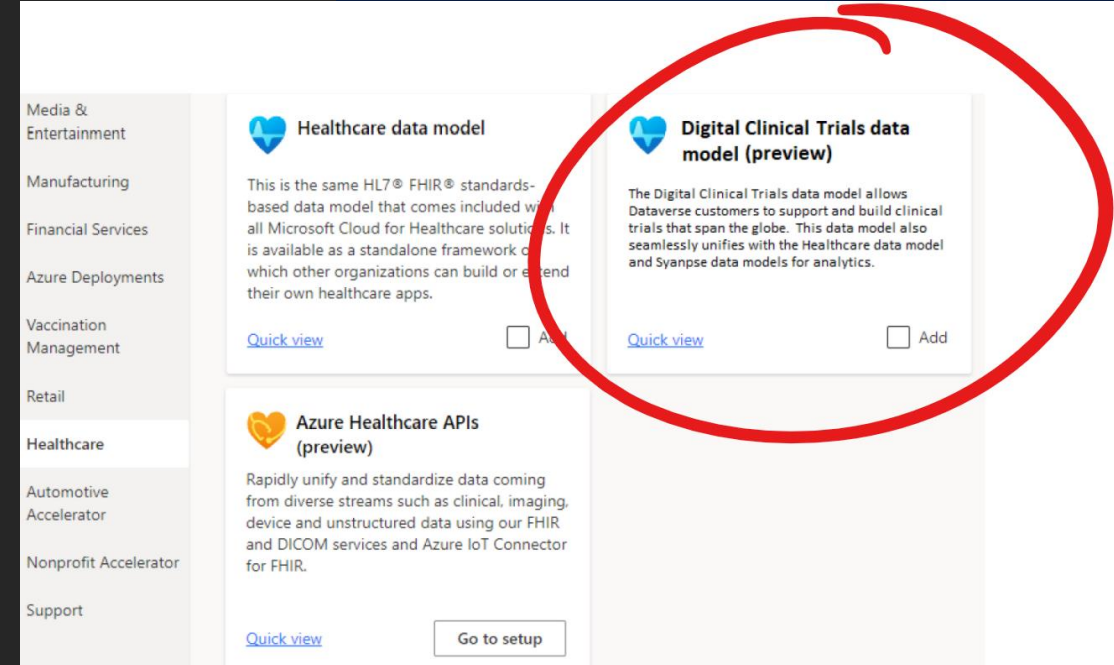 Media &
Entertainment
Manufacturing
Financial Services
Azure Deployments
Vaccination
Management
Retail
Healthcare
Automotive
Accelerator
Nonprofit Accelerator
Support
Healthcare data model
This is the same HL7® FHIR® standards-
based data model that comes included with
all Microsoft Cloud for Healthcare solutions. It
is available as a standalone framework on
which other organizations can build or extend
their own healthcare apps.
Quick view
Add
Digital Clinical Trials data
model (preview)
The Digital Clinical Trials data model allows
Dataverse customers to support and build clinical
trials that span the globe. This data model also
seamlessly unifies with the Healthcare data model
and Syanpse data models for analytics.
Quick view
Add
Azure Healthcare APIs
(preview)
Rapidly unify and standardize data coming
from diverse streams such as clinical, imaging,
device and unstructured data using our FHIR
and DICOM services and Azure IoT Connector
for FHIR.
Quick view
Go to setup